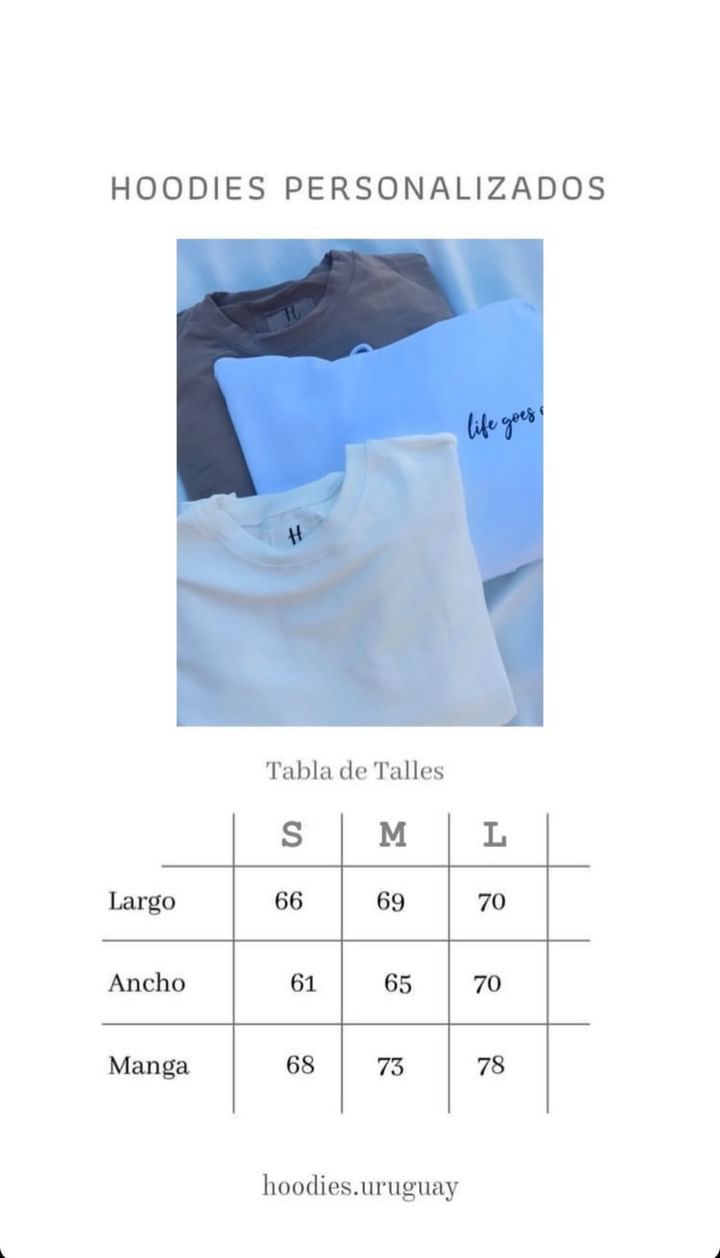 HOODIES PERSONALIZADOS
H
life goes
H
Tabla de Talles
S M L
Largo 66 69 70
Ancho 61 65 70
Manga 68 73 78
hoodies.uruguay